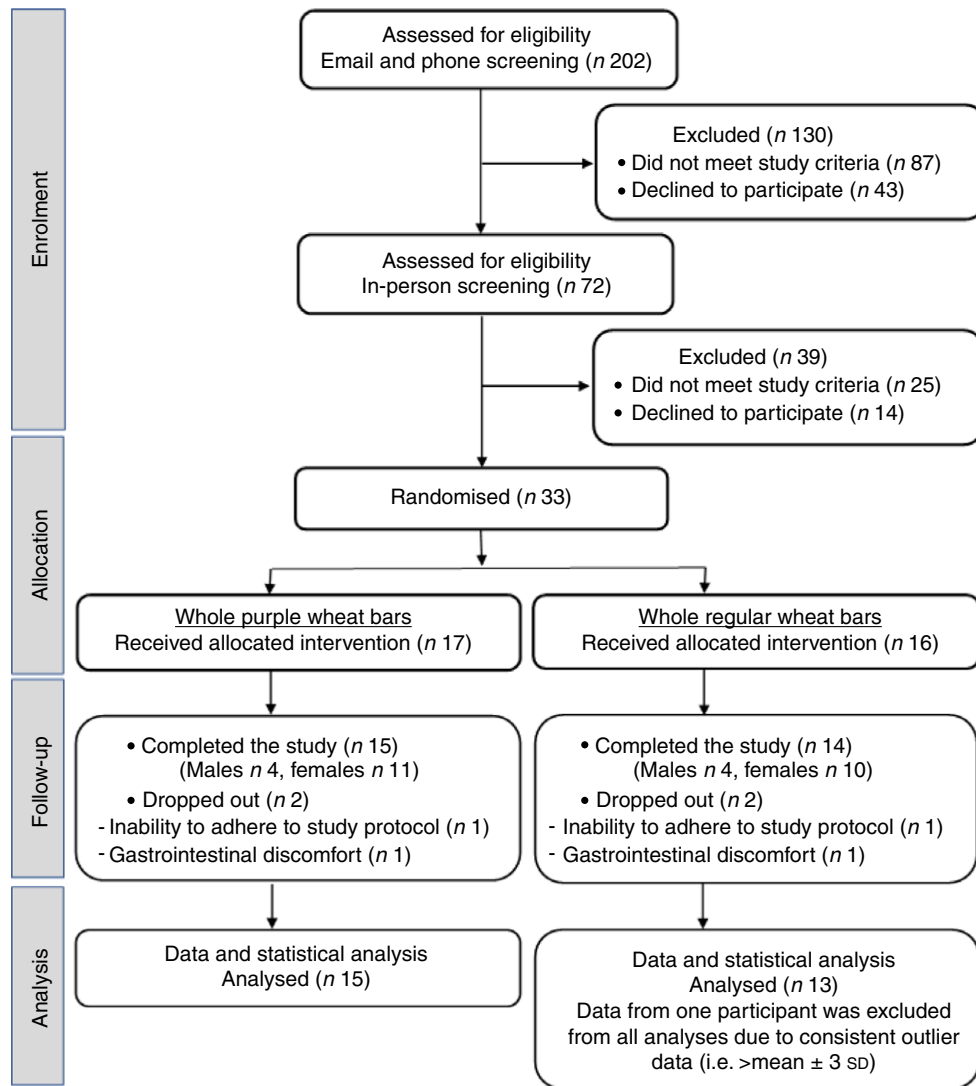 Enrolment
Assessed for eligibility
Email and phone screening (n 202)
Excluded (n 130)
• Did not meet study criteria (n 87)
• Declined to participate (n 43)
Assessed for eligibility
In-person screening (n 72)
Excluded (n 39)
• Did not meet study criteria (n 25)
• Declined to participate (n 14)
Allocation
Randomised (n 33)
Whole purple wheat bars
Received allocated intervention (n 17)
Whole regular wheat bars
Received allocated intervention (n 16)
Follow-up
• Completed the study (n 15)
(Males n 4, females n 11)
• Dropped out (n 2)
- Inability to adhere to study protocol (n 1)
- Gastrointestinal discomfort (n 1)
• Completed the study (n 14)
(Males n 4, females n 10)
• Dropped out (n 2)
- Inability to adhere to study protocol (n 1)
- Gastrointestinal discomfort (n 1)
Analysis
Data and statistical analysis
Analysed (n 15)
Data and statistical analysis
Analysed (n 13)
Data from one participant was excluded
from all analyses due to consistent outlier
data (i.e. >mean ± 3 SD)